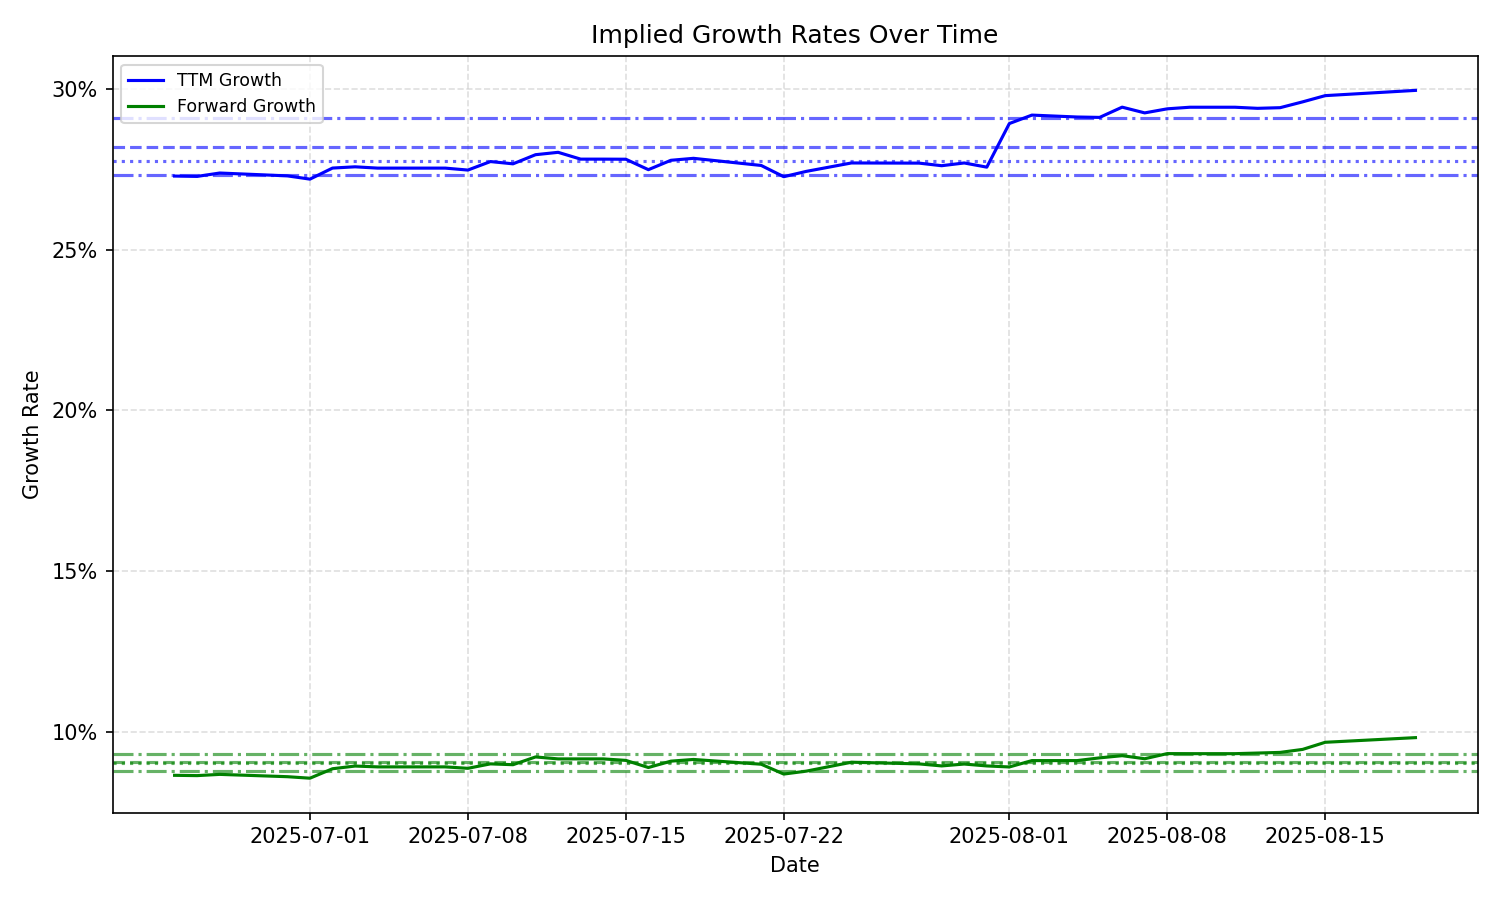 Implied Growth Rates Over Time
TTM Growth
Forward Growth
30%
25%
20%
15%
10%
Growth Rate
2025-07-01
2025-07-08
2025-07-15
2025-07-22
2025-08-01
2025-08-08
2025-08-15
Date